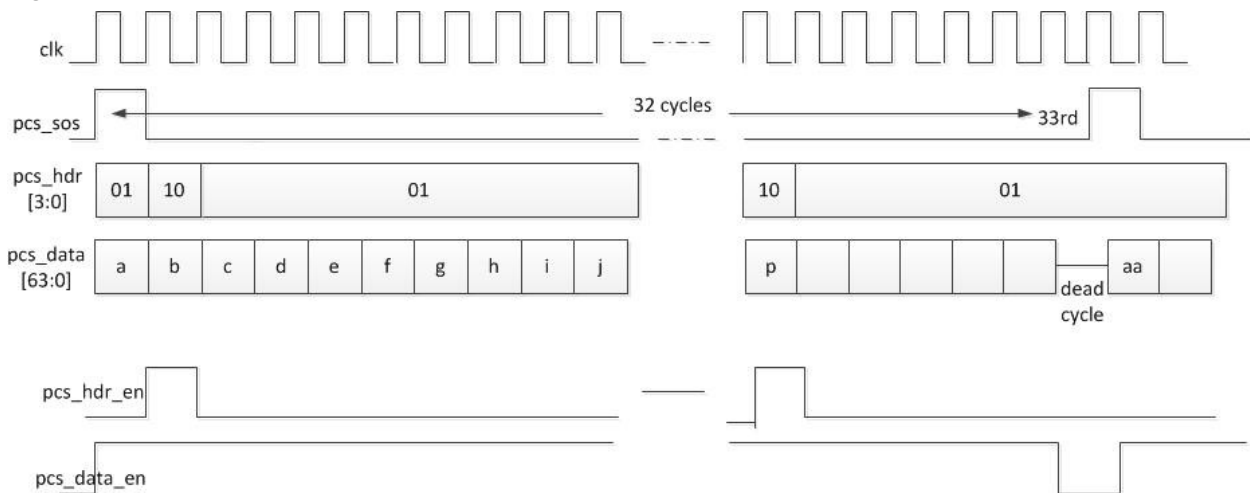 clk
32 cycles
pcs_sos
33rd
pcs_hdr
[3:0]
01 10 01 10 01
pcs_data
[63:0]
a b c d e f g h i j p aa
dead
cycle
pcs_hdr_en
pcs_data_en